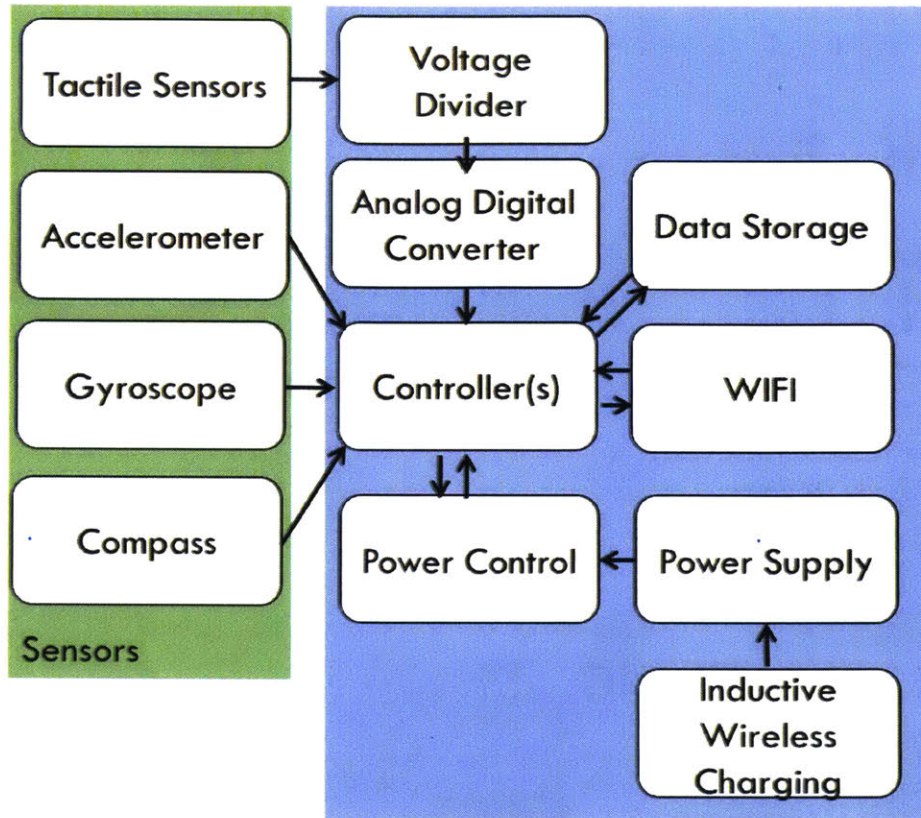 Tactile Sensors
Voltage
Divider
Accelerometer
Analog Digital
Converter
Data Storage
Gyroscope
Controller(s)
WIFI
Compass
Power Control
Power Supply
Sensors
Inductive
Wireless
Charging